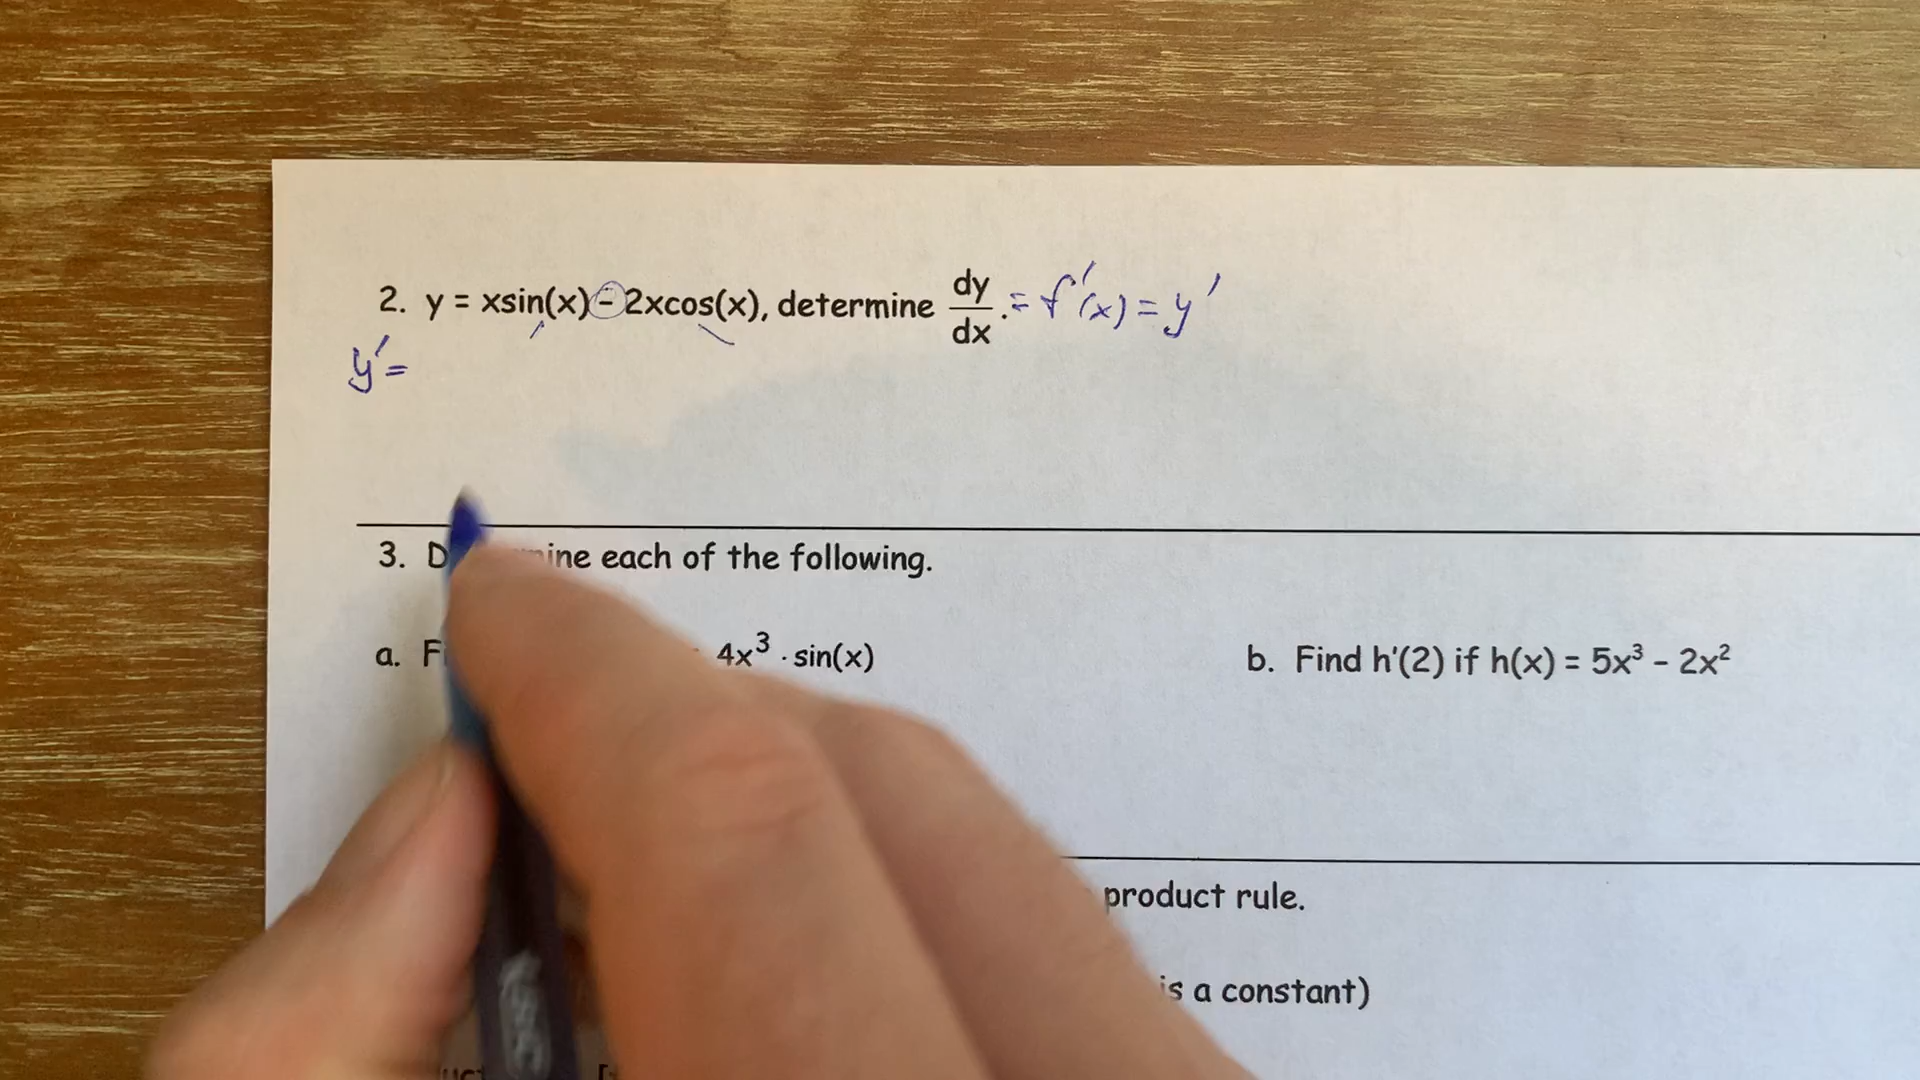 2. y = xsin(x) - 2xcos(x), determine dy/dx. = f'(x) = y'
y' =
3. each of the following.
a. 4x³ · sin(x)
b. Find h'(2) if h(x) = 5x³ - 2x²
product rule.
is a constant)